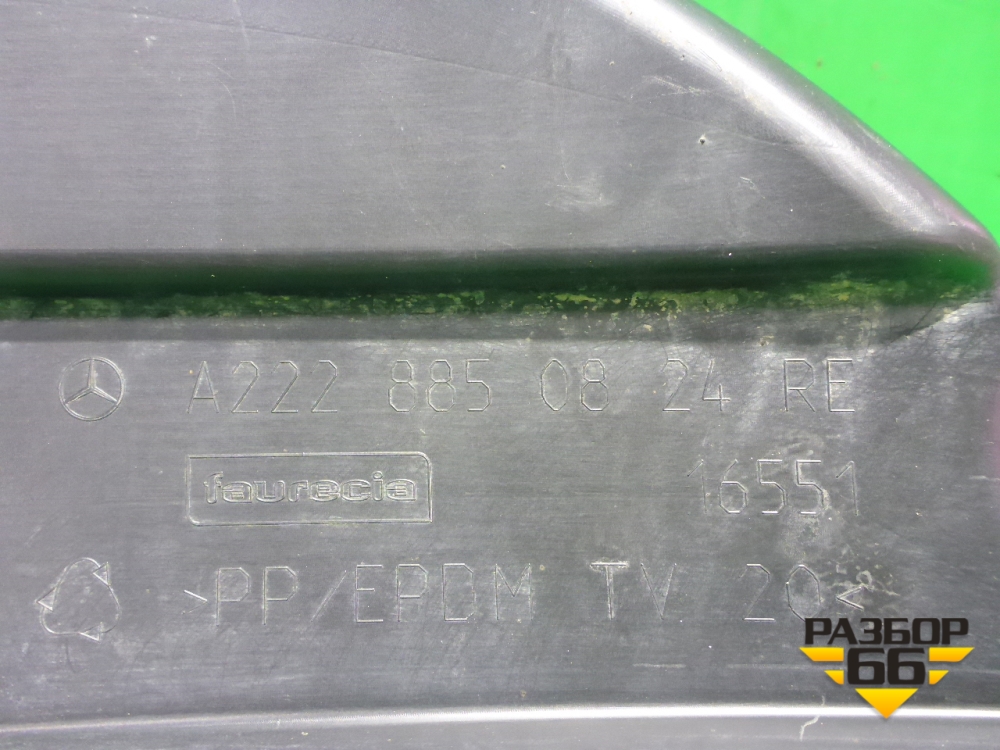 A222 885 08 24 RE
faurecia 16551
>PP/EPDM TV 20<
РАЗБОР
66